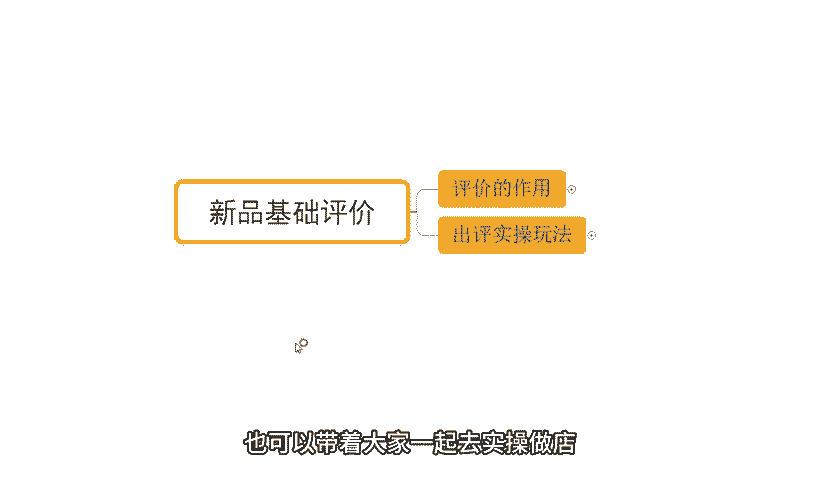 新品基础评价
评价的作用
出评实操玩法
也可以带着大家一起去实操做店